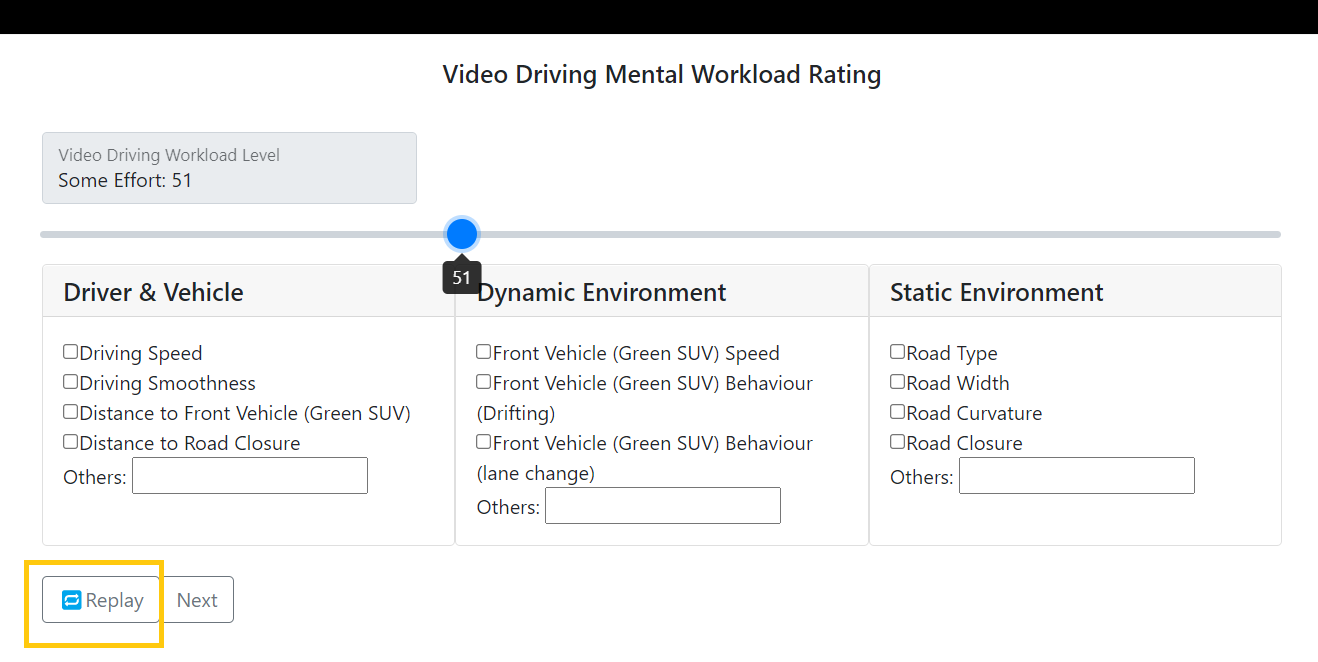 Video Driving Mental Workload Rating
Video Driving Workload Level
Some Effort: 51
51
Driver & Vehicle
Driving Speed
Driving Smoothness
Distance to Front Vehicle (Green SUV)
Distance to Road Closure
Others:
Dynamic Environment
Front Vehicle (Green SUV) Speed
Front Vehicle (Green SUV) Behaviour
(Drifting)
Front Vehicle (Green SUV) Behaviour
(lane change)
Others:
Static Environment
Road Type
Road Width
Road Curvature
Road Closure
Others:
Replay
Next